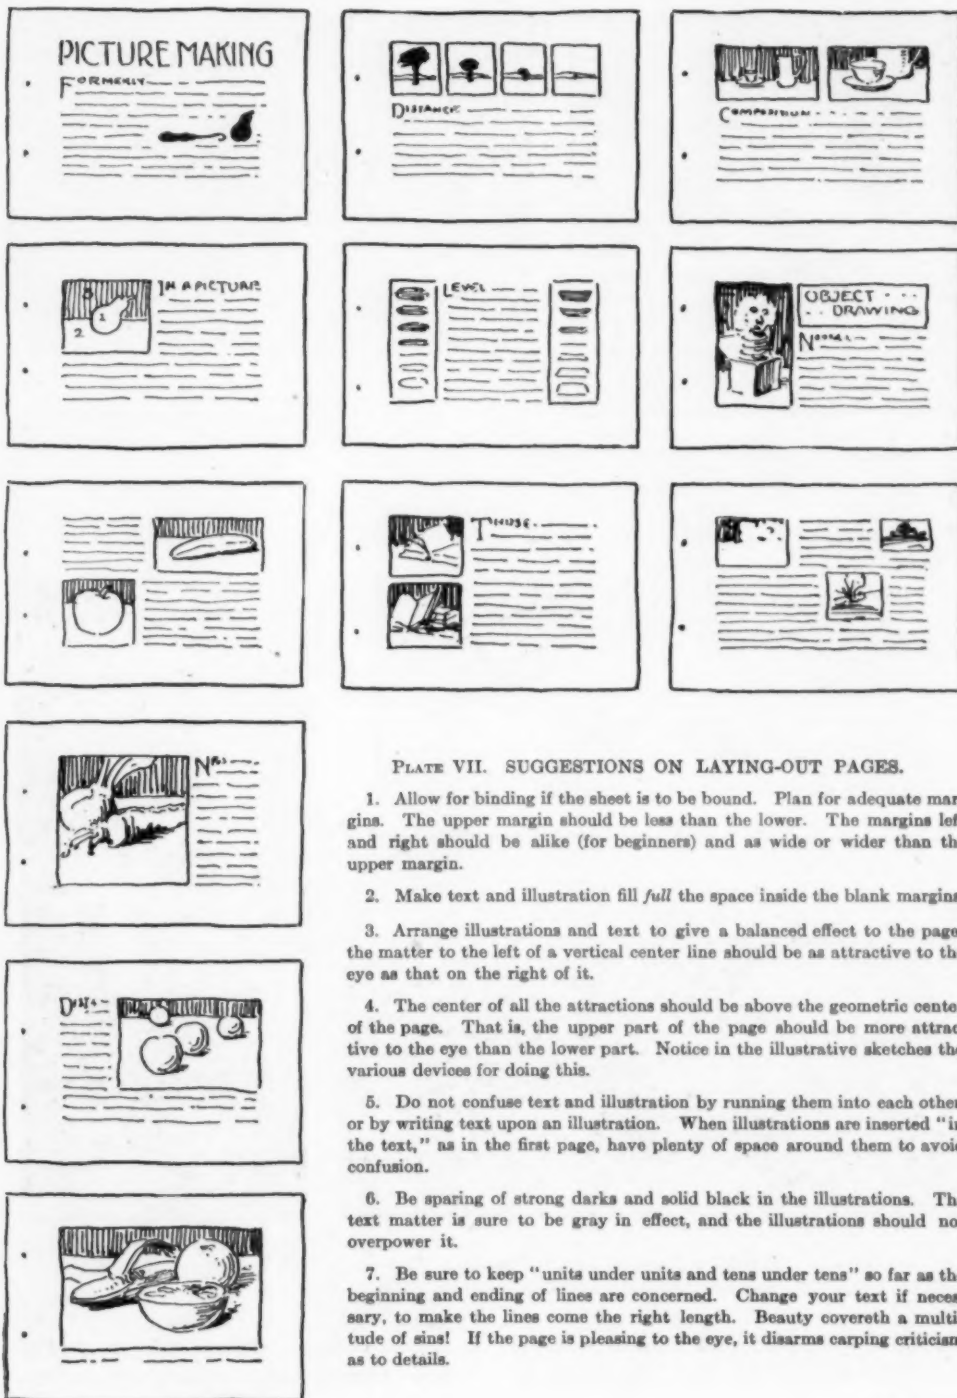 PICTURE MAKING
FORMERLY
DISTANCE
COMPOSITION
IN A PICTURE
3
1
2
LEVEL
OBJECT
DRAWING
THOSE
PLATE VII. SUGGESTIONS ON LAYING-OUT PAGES.
1. Allow for binding if the sheet is to be bound. Plan for adequate mar
gins. The upper margin should be less than the lower. The margins lef
and right should be alike (for beginners) and as wide or wider than th
upper margin.
2. Make text and illustration fill full the space inside the blank margins
3. Arrange illustrations and text to give a balanced effect to the page
the matter to the left of a vertical center line should be as attractive to th
eye as that on the right of it.
4. The center of all the attractions should be above the geometric cente
of the page. That is, the upper part of the page should be more attrac
tive to the eye than the lower part. Notice in the illustrative sketches th
various devices for doing this.
5. Do not confuse text and illustration by running them into each other
or by writing text upon an illustration. When illustrations are inserted "in
the text," as in the first page, have plenty of space around them to avoid
confusion.
6. Be sparing of strong darks and solid black in the illustrations. Th
text matter is sure to be gray in effect, and the illustrations should no
overpower it.
7. Be sure to keep "units under units and tens under tens" so far as th
beginning and ending of lines are concerned. Change your text if neces
sary, to make the lines come the right length. Beauty covereth a multi
tude of sins! If the page is pleasing to the eye, it disarms carping criticism
as to details.